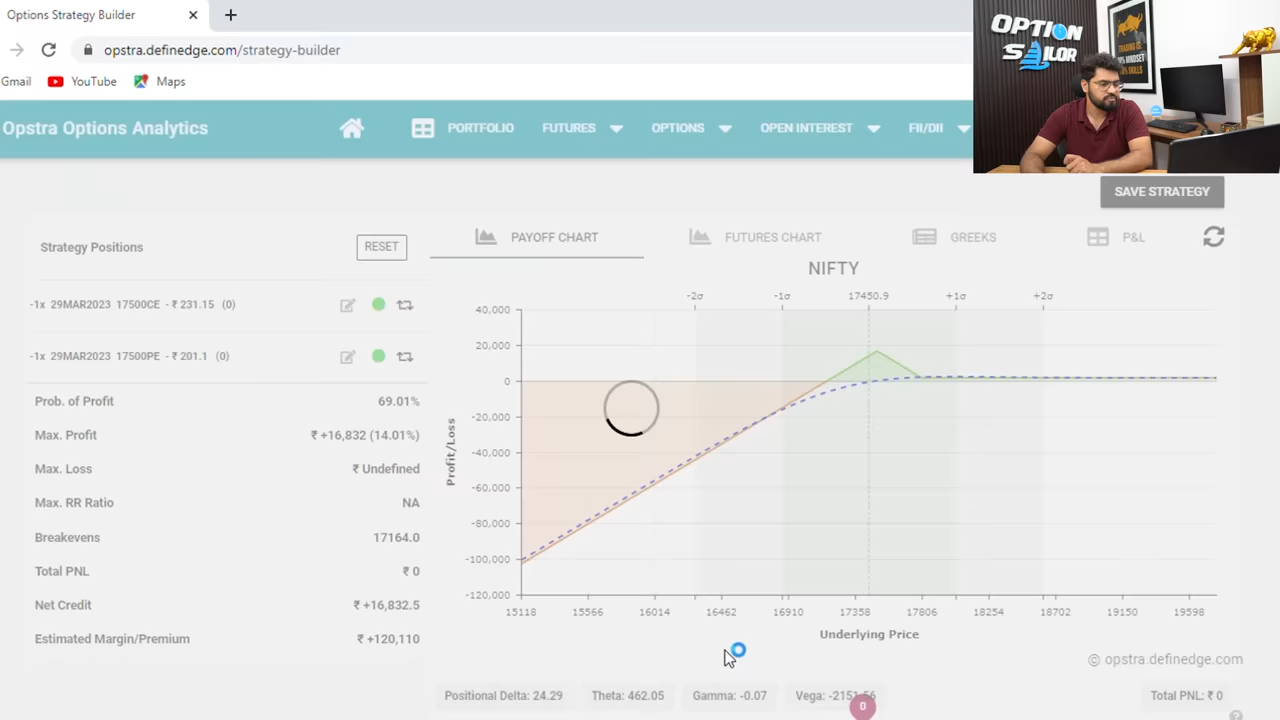 Options Strategy Builder
opstra.definedge.com/strategy-builder
Gmail YouTube Maps
OPTION
SAILOR
Opstra Options Analytics PORTFOLIO FUTURES OPTIONS OPEN INTEREST FII/DII
SAVE STRATEGY
Strategy Positions RESET
-1x 29MAR2023 17500CE - ₹ 231.15 (0)
-1x 29MAR2023 17500PE - ₹ 201.1 (0)
Prob. of Profit 69.01%
Max. Profit ₹ +16,832 (14.01%)
Max. Loss ₹ Undefined
Max. RR Ratio NA
Breakevens 17164.0
Total PNL ₹ 0
Net Credit ₹ +16,832.5
Estimated Margin/Premium ₹ +120,110
PAYOFF CHART FUTURES CHART GREEKS P&L
NIFTY
-2σ -1σ 17450.9 +1σ +2σ
40,000
20,000
0
-20,000
-40,000
-60,000
-80,000
-100,000
-120,000
Profit/Loss
15118 15566 16014 16462 16910 17358 17806 18254 18702 19150 19598
Underlying Price
© opstra.definedge.com
Positional Delta: 24.29 Theta: 462.05 Gamma: -0.07 Total PNL: ₹ 0
0